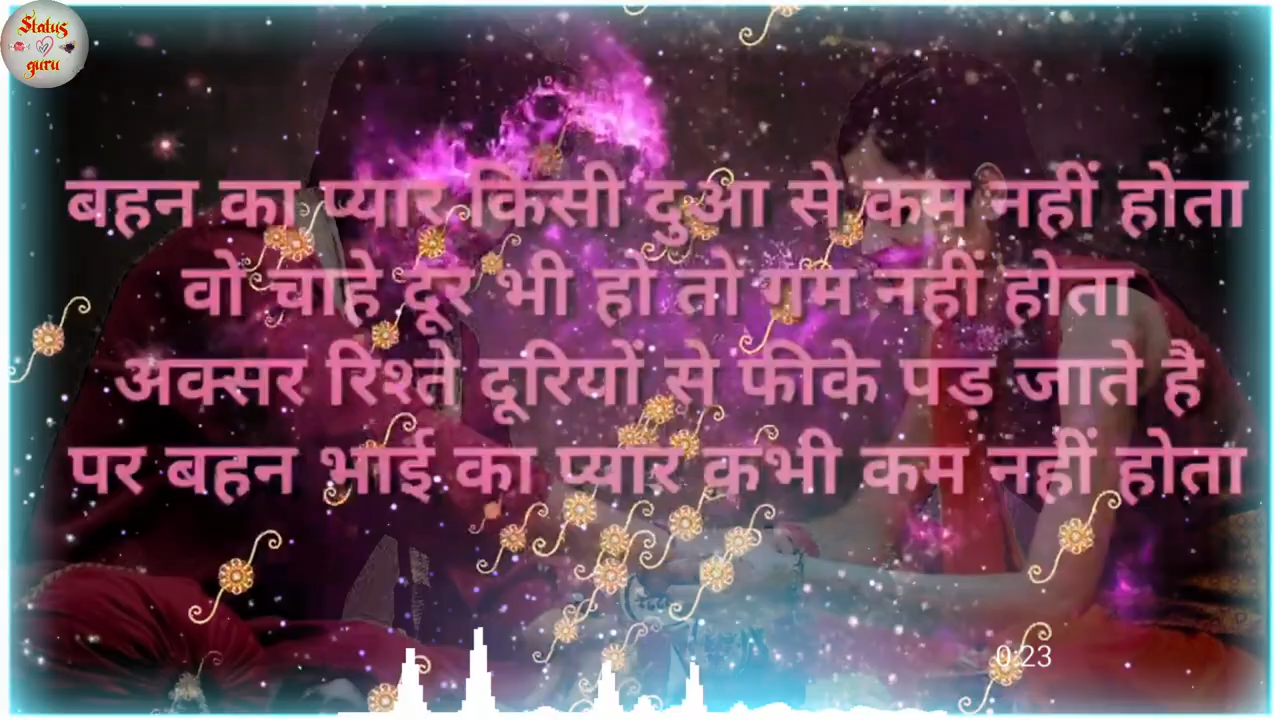 Status
guru
बहन का प्यार किसी दुआ से कम नहीं होता
वो चाहे दूर भी हो तो गम नहीं होता
अक्सर रिश्ते दूरियों से फीके पड़ जाते है
पर बहन भाई का प्यार कभी कम नहीं होता
0:23